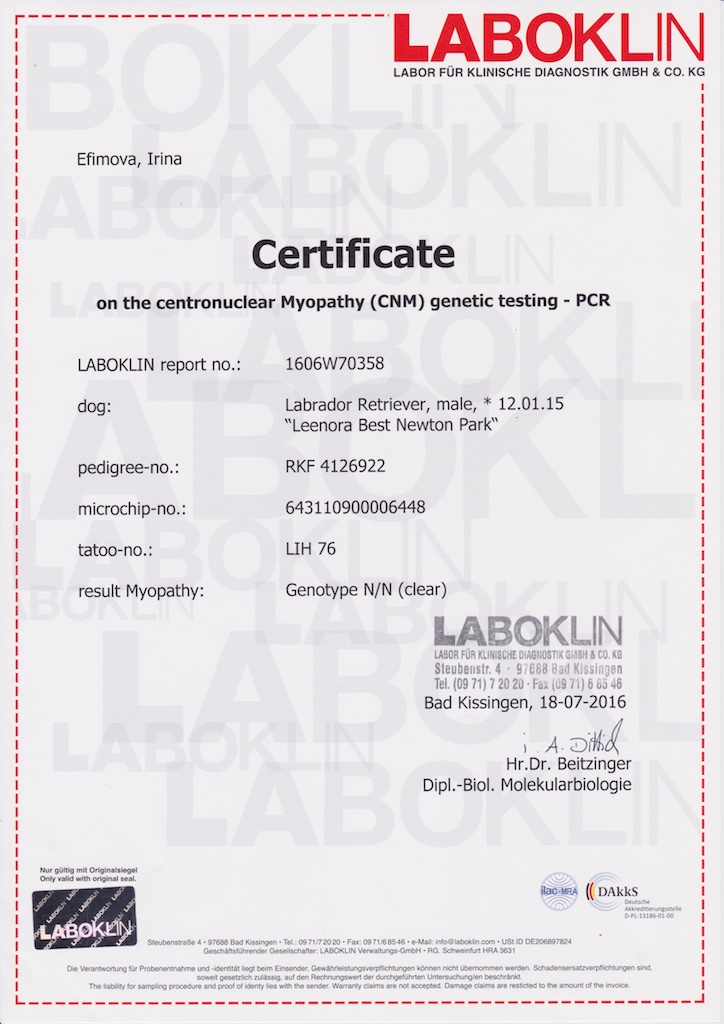 LABOKLIN
LABOR FÜR KLINISCHE DIAGNOSTIK GMBH & CO. KG
Efimova, Irina
Certificate
on the centronuclear Myopathy (CNM) genetic testing - PCR
LABOKLIN report no.: 1606W70358
dog: Labrador Retriever, male, * 12.01.15
“Leenora Best Newton Park“
pedigree-no.: RKF 4126922
microchip-no.: 643110900006448
tatoo-no.: LIH 76
result Myopathy: Genotype N/N (clear)
LABOKLIN
LABOR FÜR KLINISCHE DIAGNOSTIK GMBH & CO. KG
Steubenstr. 4 · 97688 Bad Kissingen
Tel. (09 71) 7 20 20 · Fax (09 71) 6 85 46
Bad Kissingen, 18-07-2016
i. A. Dittid
Hr.Dr. Beitzinger
Dipl.-Biol. Molekularbiologie
Nur gültig mit Originalsiegel
Only valid with original seal.
LABOKLIN
ilac-MRA
DAkkS
Deutsche
Akkreditierungsstelle
D-PL-13186-01-00
Steubenstraße 4 • 97688 Bad Kissingen • Tel.: 09 71/7 20 20 • Fax: 09 71/6 85 46 • e-Mail: info@laboklin.com • USt.ID DE206897824
Geschäftsführender Gesellschafter: LABOKLIN Verwaltungs-GmbH • RG. Schweinfurt HRA 3631
Die Verantwortung für Probenentnahme und -identität liegt beim Einsender. Gewährleistungsverpflichtungen können nicht übernommen werden. Schadensersatzverpflichtungen sind,
soweit gesetzlich zulässig, auf den Rechnungswert der durchgeführten Untersuchungen beschränkt.
The liability for sampling procedure and proof of identy lies with the sender. Warranty claims are not accepted. Damage claims are resticted to the amount of the invoice.